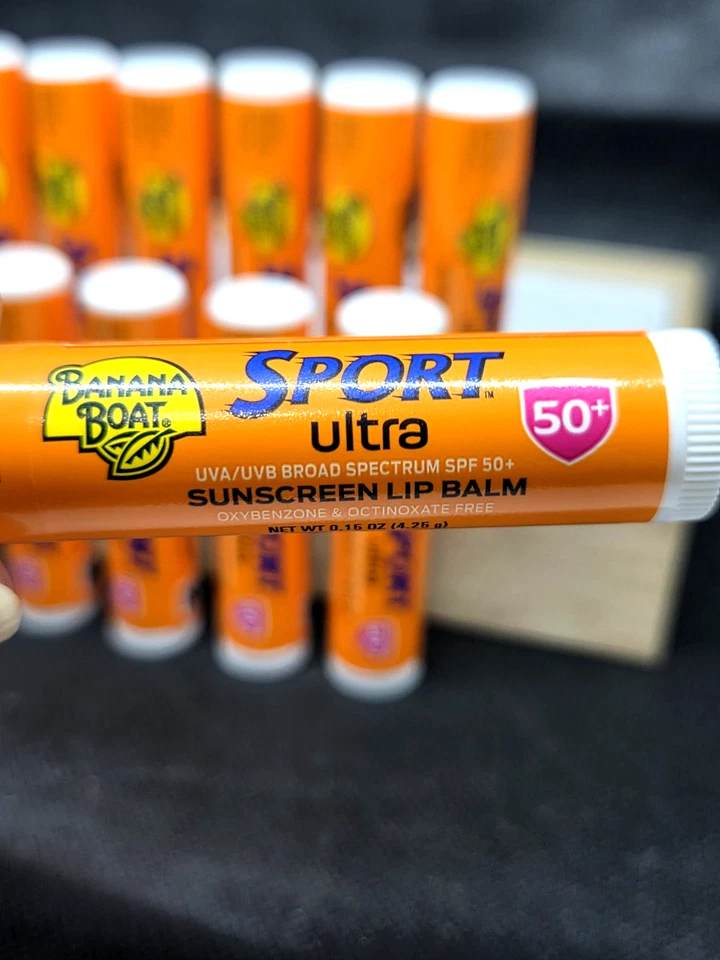 BANANA
BOAT®
SPORT™
ultra
50+
UVA/UVB BROAD SPECTRUM SPF 50+
SUNSCREEN LIP BALM
OXYBENZONE & OCTINOXATE FREE
NET WT 0.15 OZ (4.25 g)
SPORT